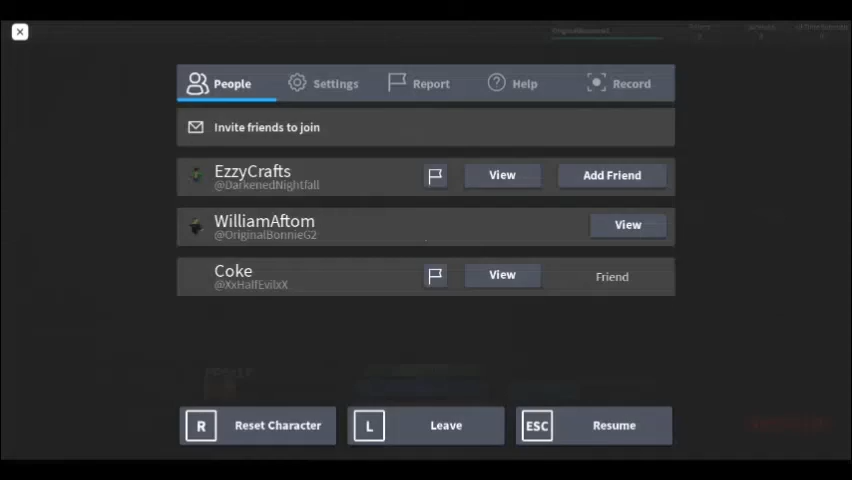 People Settings Report Help Record
Invite friends to join
EzzyCrafts View Add Friend
@DarkenedNightfall
WilliamAftom View
@OriginalBonnieG2
Coke View Friend
@XxHalfEvilxX
R Reset Character L Leave ESC Resume